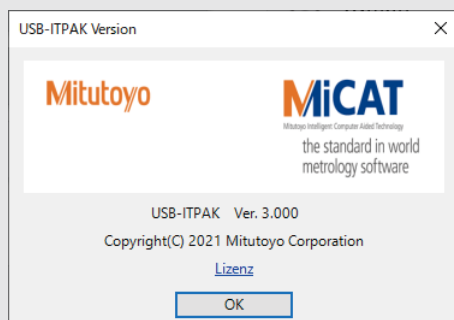 USB-ITPAK Version
Mitutoyo
MiCAT
Mitutoyo Intelligent Computer Aided Technology
the standard in world
metrology software
USB-ITPAK Ver. 3.000
Copyright(C) 2021 Mitutoyo Corporation
Lizenz
OK